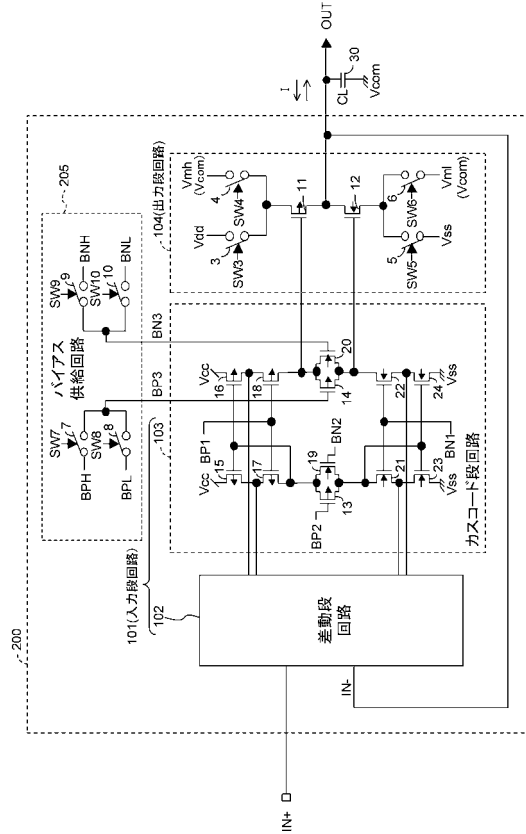 200
205
バイアス
供給回路
SW7
7
SW8
8
BPH
BPL
SW9
9
SW10
10
BNH
BNL
BP3
BN3
101(入力段回路)
102
103
104(出力段回路)
差動段
回路
カスコード段回路
IN+
IN-
Vcc
15
Vcc
16
17
18
BP1
BP2
13
19
BN2
14
20
21
22
23
24
BN1
Vss
Vss
Vdd
3
SW3
Vmh
(Vcom)
4
SW4
11
12
5
SW5
Vss
6
SW6
Vml
(Vcom)
I
OUT
CL
30
Vcom